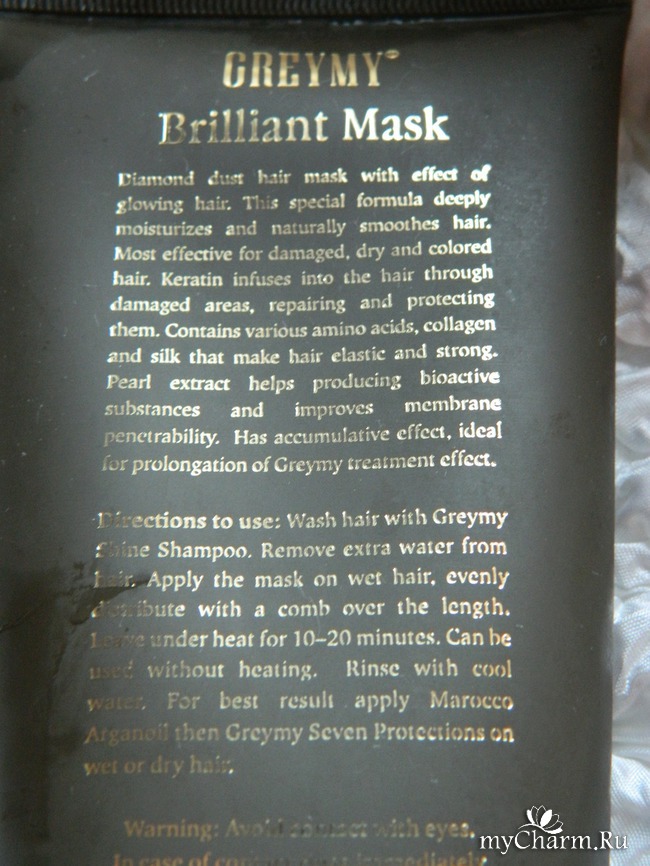 GREYMY®
Brilliant Mask
Diamond dust hair mask with effect of
glowing hair. This special formula deeply
moisturizes and naturally smoothes hair.
Most effective for damaged, dry and colored
hair. Keratin infuses into the hair through
damaged areas, repairing and protecting
them. Contains various amino acids, collagen
and silk that make hair elastic and strong.
Pearl extract helps producing bioactive
substances and improves membrane
penetrability. Has accumulative effect, ideal
for prolongation of Greymy treatment effect.
Directions to use: Wash hair with Greymy
Shine Shampoo. Remove extra water from
hair. Apply the mask on wet hair, evenly
distribute with a comb over the length.
Leave under heat for 10–20 minutes. Can be
used without heating. Rinse with cool
water. For best result apply Marocco
Arganoil then Greymy Seven Protections on
wet or dry hair.
Warning: Avoid contact with eyes.
In case of contact immediately
myCharm.Ru